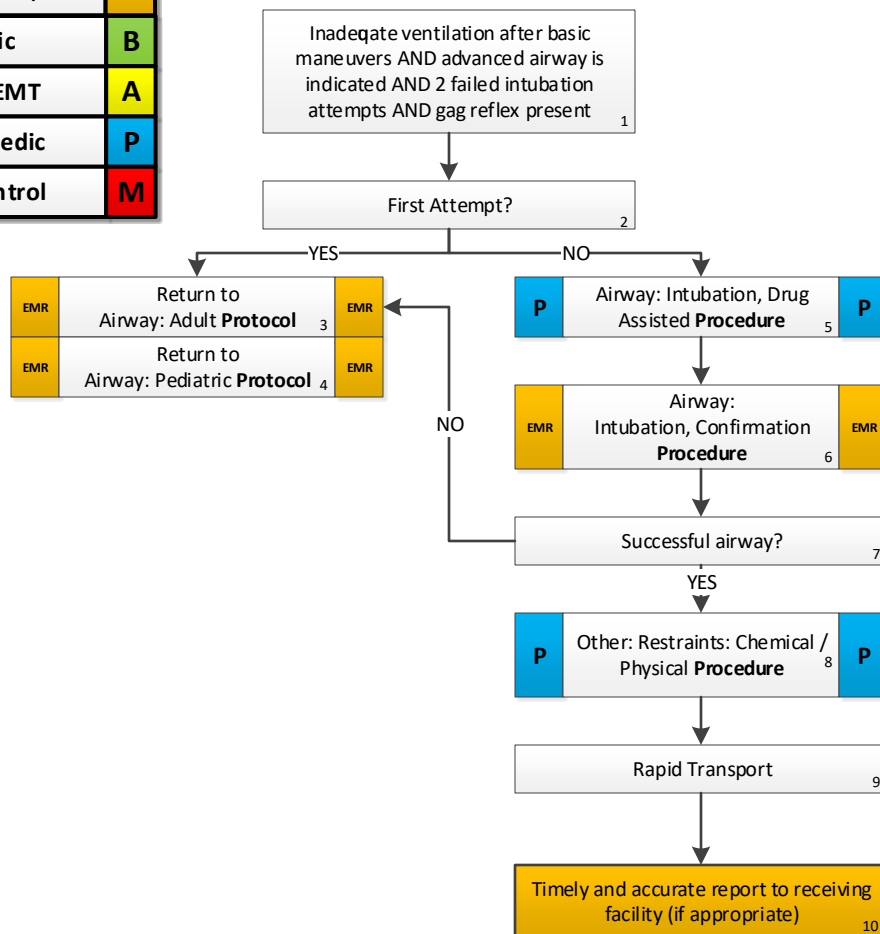 ic B
EMT A
edic P
ntrol M
Inadeqate ventilation after basic
maneuvers AND advanced airway is
indicated AND 2 failed intubation
attempts AND gag reflex present
1
First Attempt?
2
YES
NO
EMR
Return to
Airway: Adult Protocol 3
EMR
EMR
Return to
Airway: Pediatric Protocol 4
EMR
P
Airway: Intubation, Drug
Assisted Procedure 5
P
NO
EMR
Airway:
Intubation, Confirmation
Procedure 6
EMR
Successful airway?
7
YES
P
Other: Restraints: Chemical /
Physical Procedure 8
P
Rapid Transport
9
Timely and accurate report to receiving
facility (if appropriate)
10